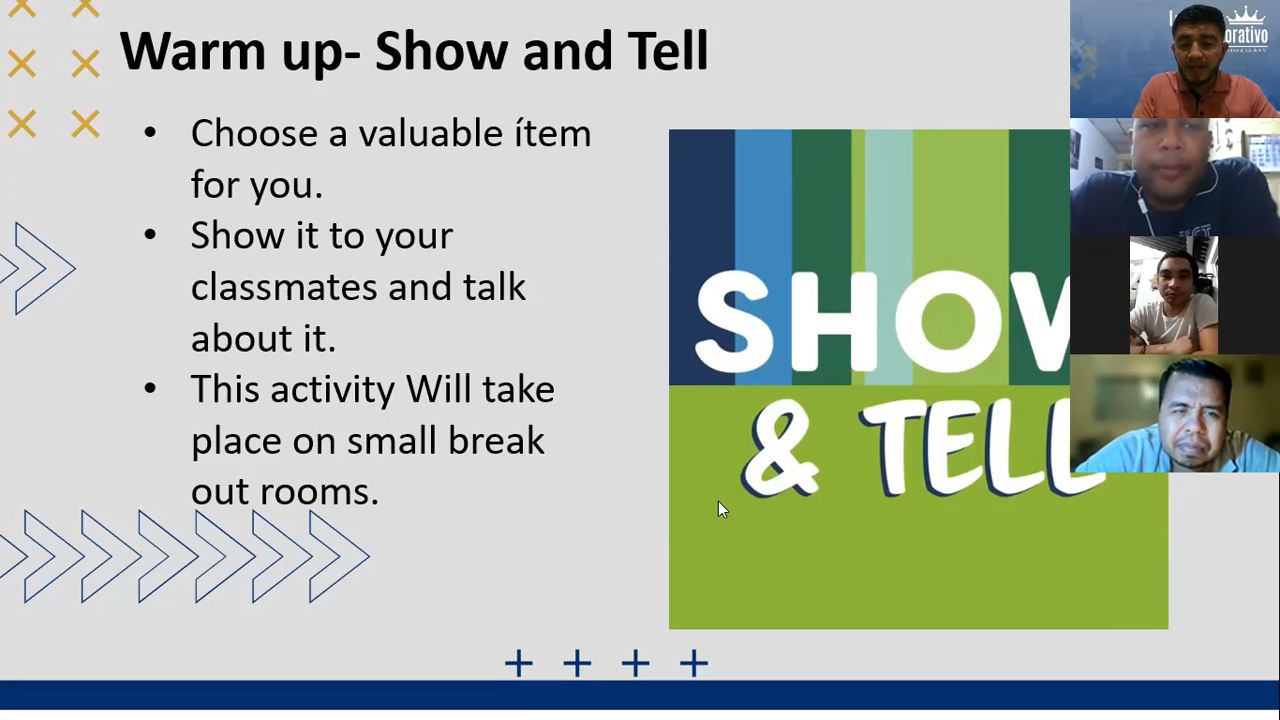 Warm up- Show and Tell
• Choose a valuable ítem
for you.
• Show it to your
classmates and talk
about it.
• This activity Will take
place on small break
out rooms.
SHOW
& TELL
orativo